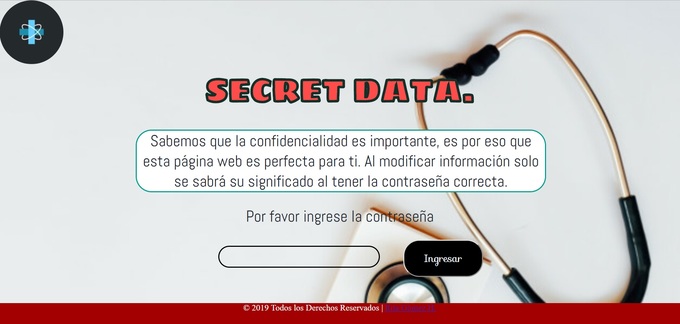 SECRET DATA.
Sabemos que la confidencialidad es importante, es por eso que
esta página web es perfecta para ti. Al modificar información solo
se sabrá su significado al tener la contraseña correcta.
Por favor ingrese la contraseña
Ingresar
© 2019 Todos los Derechos Reservados |